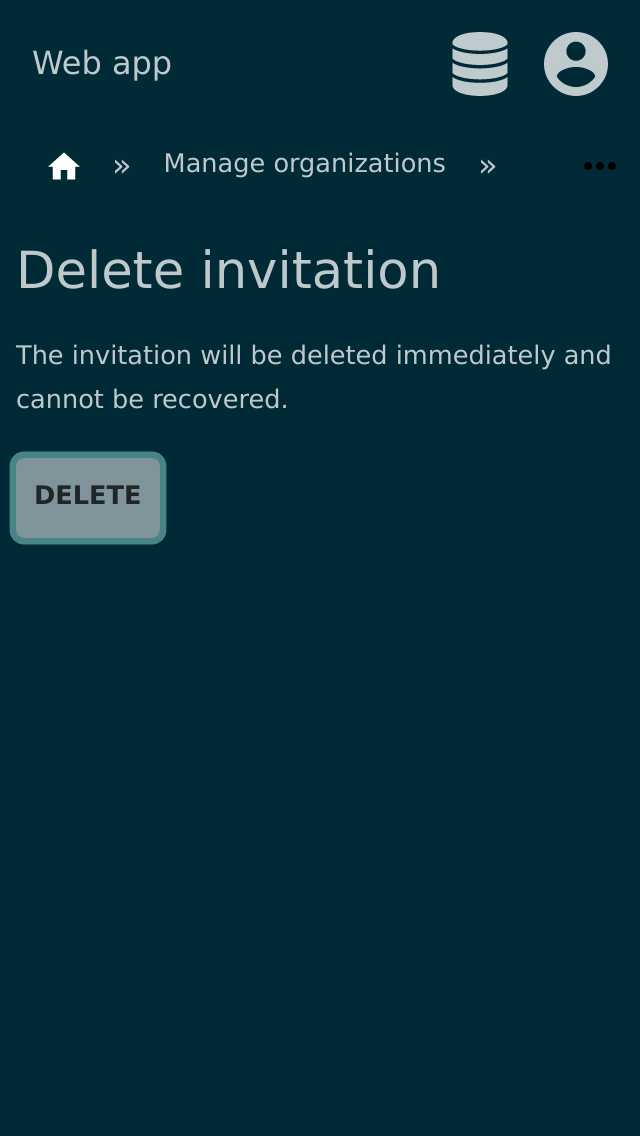 Web app
» Manage organizations »
Delete invitation
The invitation will be deleted immediately and
cannot be recovered.
DELETE